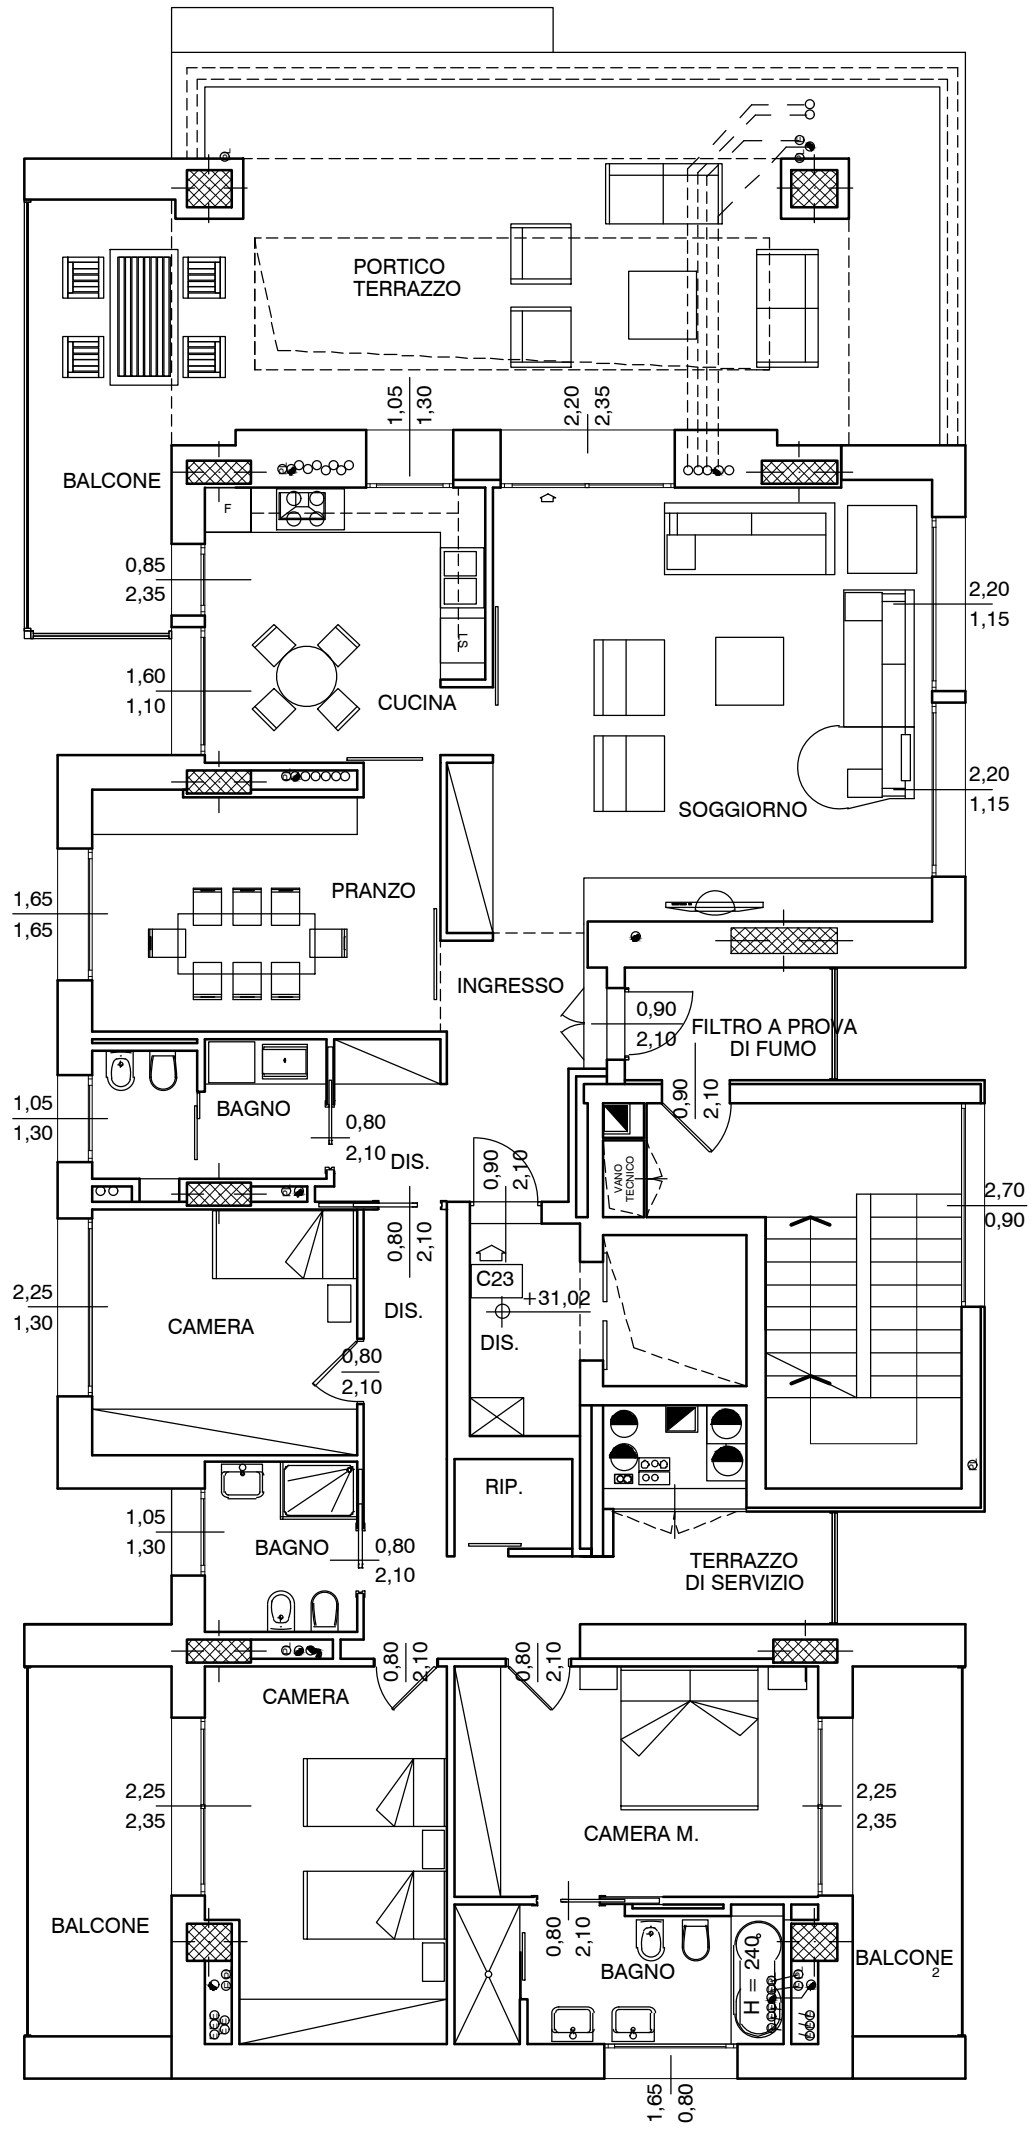 PORTICO
TERRAZZO
1,05
1,30
2,20
2,35
BALCONE
F
0,85
2,35
2,20
1,15
LS
1,60
1,10
CUCINA
2,20
1,15
SOGGIORNO
PRANZO
1,65
1,65
INGRESSO
0,90
2,10
FILTRO A PROVA
DI FUMO
0,90
2,10
1,05
1,30
BAGNO
0,80
2,10
DIS.
0,90
2,10
VANO
TECNICO
2,70
0,90
0,80
2,10
C23
+31,02
2,25
1,30
CAMERA
DIS.
DIS.
0,80
2,10
RIP.
1,05
1,30
BAGNO
0,80
2,10
TERRAZZO
DI SERVIZIO
0,80
2,10
0,80
2,10
CAMERA
2,25
2,35
2,25
2,35
CAMERA M.
BALCONE
0,80
2,10
BAGNO
H = 240
BALCONE
2
1,65
0,80